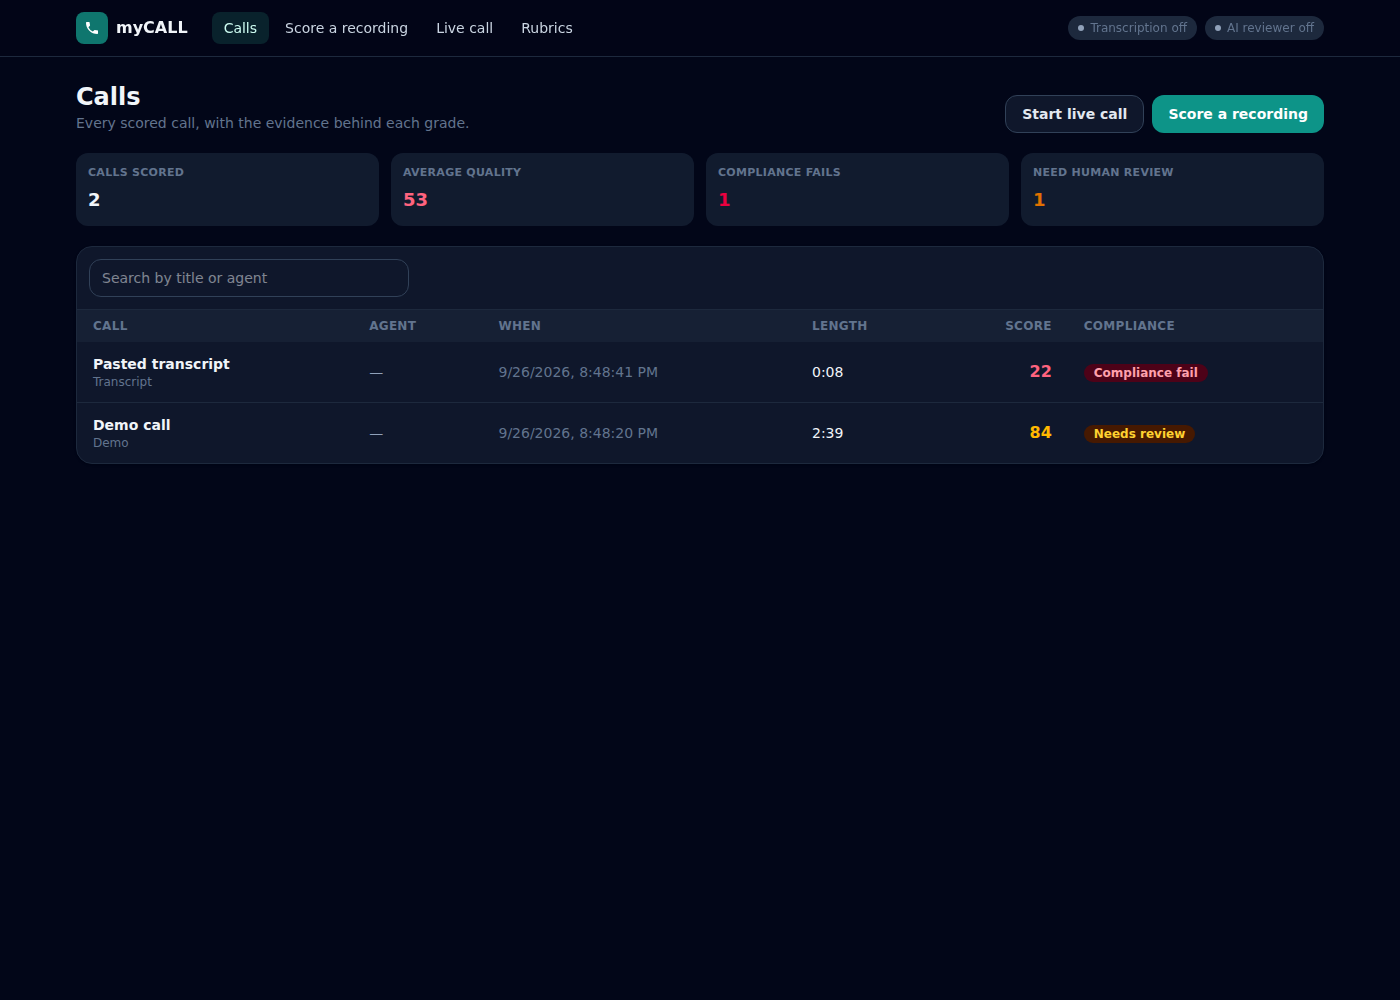 myCALL Calls Score a recording Live call Rubrics Transcription off AI reviewer off
Calls
Every scored call, with the evidence behind each grade.
Start live call Score a recording
CALLS SCORED AVERAGE QUALITY COMPLIANCE FAILS NEED HUMAN REVIEW
2 53 1 1
Search by title or agent
CALL AGENT WHEN LENGTH SCORE COMPLIANCE
Pasted transcript — 9/26/2026, 8:48:41 PM 0:08 22 Compliance fail
Transcript
Demo call — 9/26/2026, 8:48:20 PM 2:39 84 Needs review
Demo